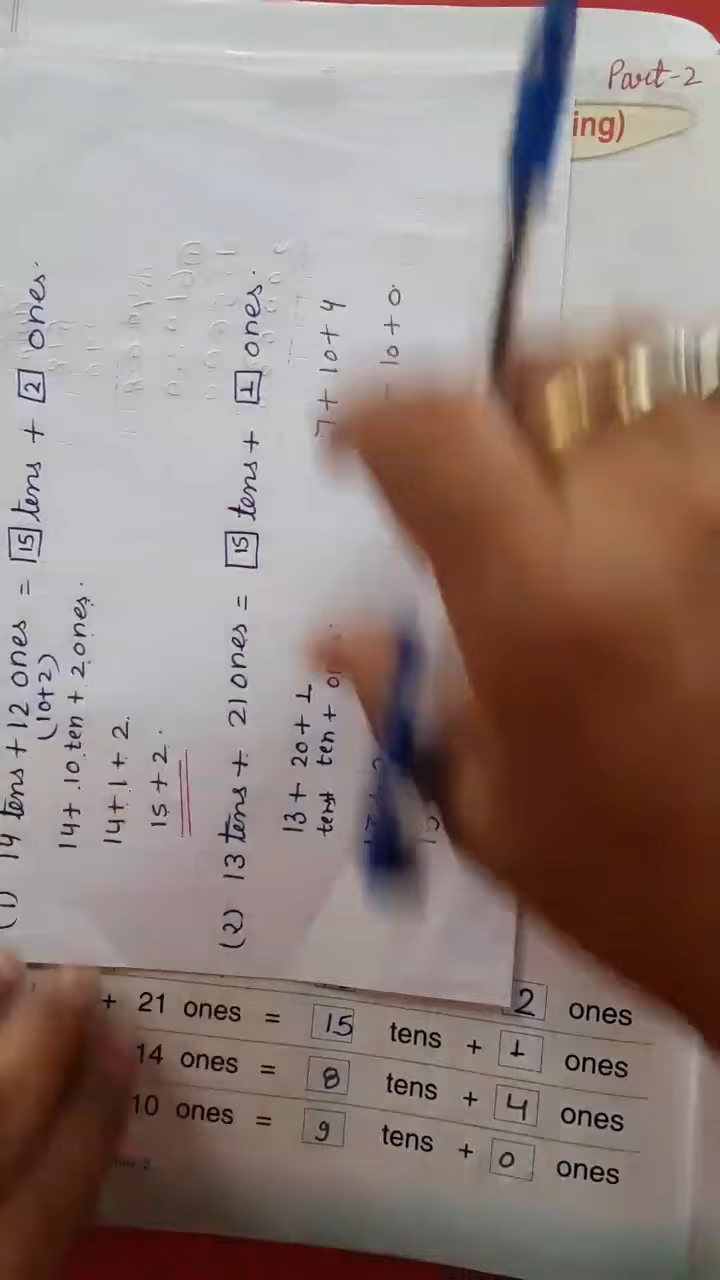 Part-2
ing)
(1) 14 tens + 12 ones = 15 tens + 2 ones.
(10+2)
14 + 10 ten + 2 ones.
14 + 1 + 2.
15 + 2.
(2) 13 tens + 21 ones = 15 tens + 1 ones.
13 + 20 + 1
tens ten +
7 + 10 + 4
10 + 0.
2 ones
+ 21 ones = 15 tens + 1 ones
14 ones = 8 tens + 4 ones
10 ones = 9 tens + 0 ones